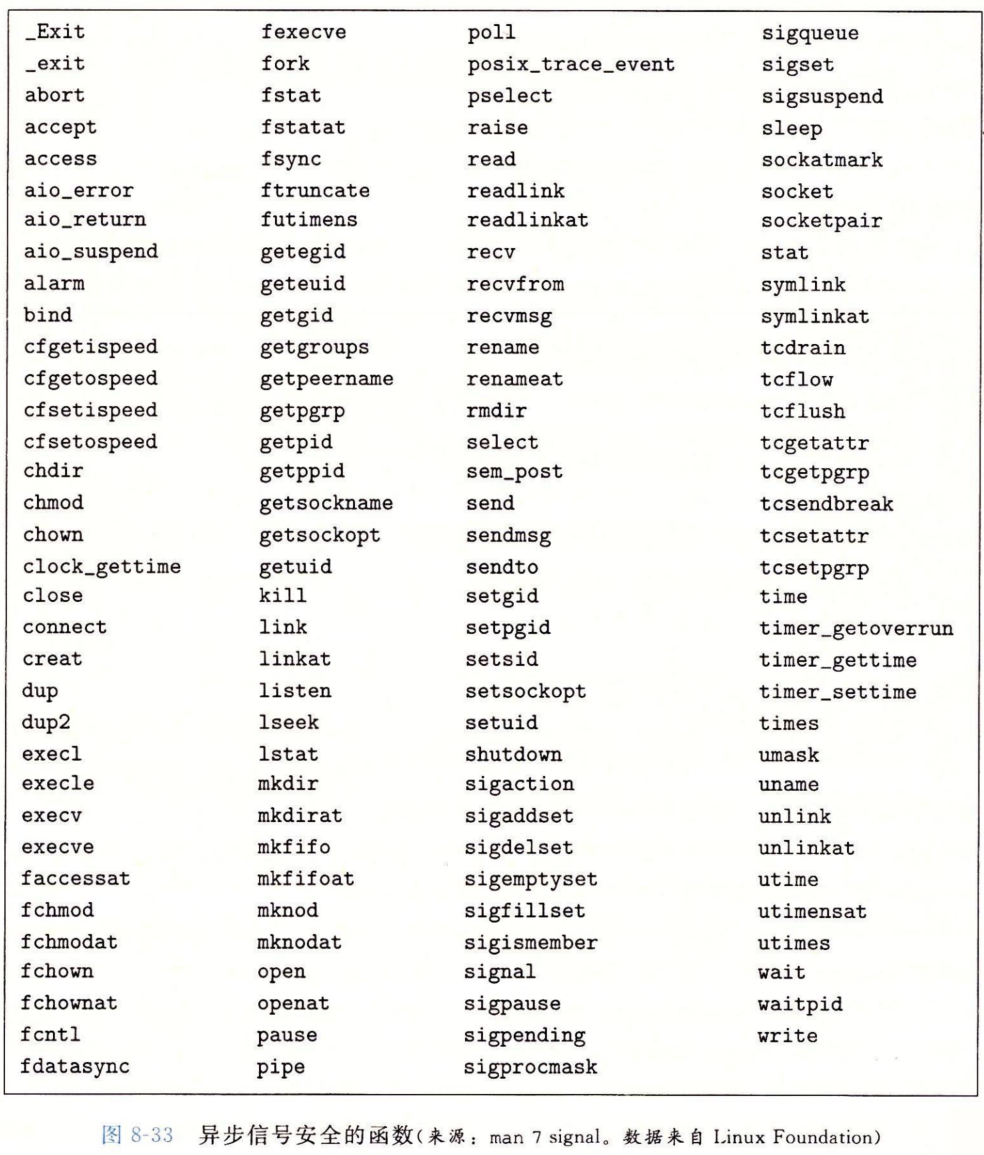 _Exit fexecve poll sigqueue
_exit fork posix_trace_event sigset
abort fstat pselect sigsuspend
accept fstatat raise sleep
access fsync read sockatmark
aio_error ftruncate readlink socket
aio_return futimens readlinkat socketpair
aio_suspend getegid recv stat
alarm geteuid recvfrom symlink
bind getgid recvmsg symlinkat
cfgetispeed getgroups rename tcdrain
cfgetospeed getpeername renameat tcflow
cfsetispeed getpgrp rmdir tcflush
cfsetospeed getpid select tcgetattr
chdir getppid sem_post tcgetpgrp
chmod getsockname send tcsendbreak
chown getsockopt sendmsg tcsetattr
clock_gettime getuid sendto tcsetpgrp
close kill setgid time
connect link setpgid timer_getoverrun
creat linkat setsid timer_gettime
dup listen setsockopt timer_settime
dup2 lseek setuid times
execl lstat shutdown umask
execle mkdir sigaction uname
execv mkdirat sigaddset unlink
execve mkfifo sigdelset unlinkat
faccessat mkfifoat sigemptyset utime
fchmod mknod sigfillset utimensat
fchmodat mknodat sigismember utimes
fchown open signal wait
fchownat openat sigpause waitpid
fcntl pause sigpending write
fdatasync pipe sigprocmask
图 8-33 异步信号安全的函数(来源：man 7 signal。数据来自 Linux Foundation)